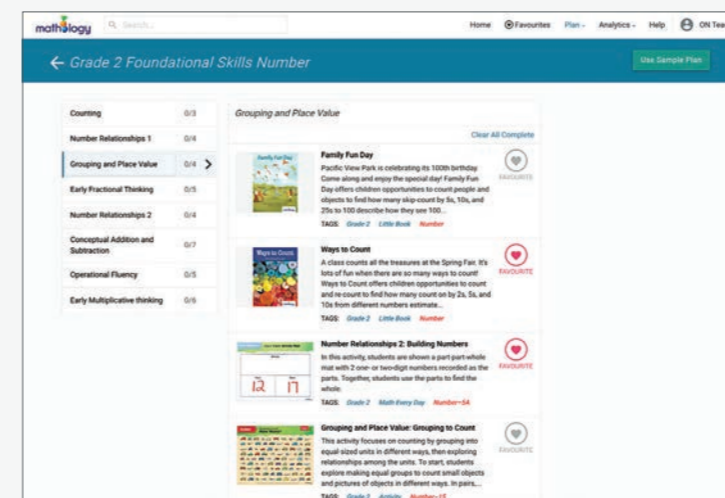 mathology
Search...
Home
Favourites
Plan
Analytics
Help
ON Tea
← Grade 2 Foundational Skills Number
Use Sample Plan
Counting 0/3
Number Relationships 1 0/4
Grouping and Place Value 0/4
Early Fractional Thinking 0/5
Number Relationships 2 0/4
Conceptual Addition and
Subtraction 0/7
Operational Fluency 0/5
Early Multiplicative thinking 0/6
Grouping and Place Value
Clear All Complete
Family Fun Day
Family Fun Day
Pacific View Park is celebrating its 100th birthday.
Come along and enjoy the special day! Family Fun
Day offers children opportunities to count people and
objects to find how many skip-count by 5s, 10s, and
25s to 100 describe how they see 100...
TAGS: Grade 2 Little Book Number
FAVOURITE
Ways to Count
Ways to Count
A class counts all the treasures at the Spring Fair. It's
lots of fun when there are so many ways to count!
Ways to Count offers children opportunities to count
and re-count to find how many count on by 2s, 5s, and
10s from different numbers estimate...
TAGS: Grade 2 Little Book Number
FAVOURITE
12 17
Number Relationships 2: Building Numbers
In this activity, students are shown a part-part-whole
mat with 2 one- or two-digit numbers recorded as the
parts. Together, students use the parts to find the
whole.
TAGS: Grade 2 Math Every Day Number–5A
FAVOURITE
Grouping and Place Value: Grouping to Count
This activity focuses on counting by grouping into
equal sized units in different ways, then exploring
relationships among the units. To start, students
explore making equal groups to count small objects
and pictures of objects in different ways. In pairs,...
TAGS: Grade 2 Activity Number–15
FAVOURITE